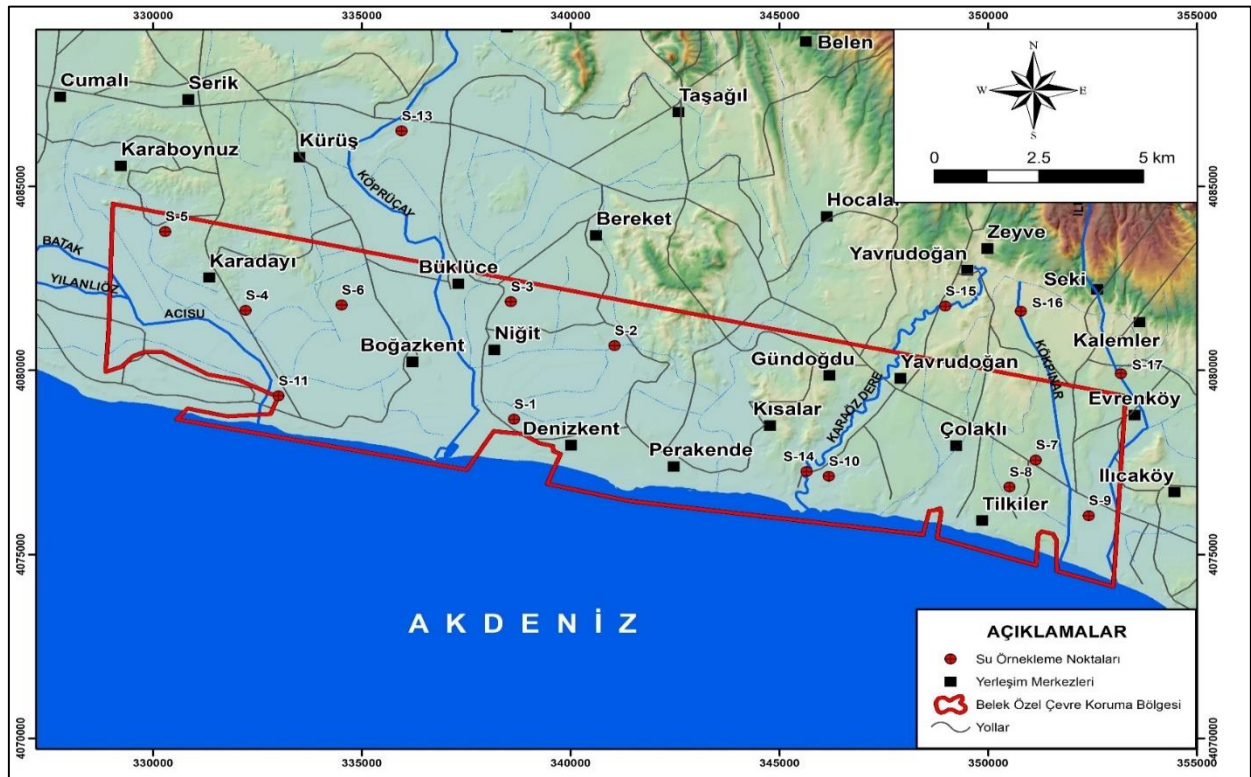 330000 335000 340000 345000 350000 355000
Belen
N
W E
S
Cumalı
Serik
Taşağıl
S-13
Kürüş
Karaboynuz
0 2.5 5 km
4085000
4085000
KÖPRÜÇAY
Hocalar
S-5
Bereket
Zeyve
BATAK
Karadayı
Yavrudoğan
Büklüce
Seki
YILANLIÖZ
S-4
S-6
S-3
S-15
S-16
ACISU
Kalemler
Niğit
S-2
Boğazkent
Gündoğdu
Yavrudoğan
KÖKPINAR
S-17
4080000
4080000
S-11
KARAÖZ DERE
Evrenköy
S-1
Kısalar
Denizkent
Çolaklı
Perakende
S-7
S-14
S-10
S-8
Ilıcaköy
Tilkiler
S-9
4075000
4075000
AKDENİZ
AÇIKLAMALAR
Su Örnekleme Noktaları
Yerleşim Merkezleri
Belek Özel Çevre Koruma Bölgesi
Yollar
4070000
4070000
330000 335000 340000 345000 350000 355000